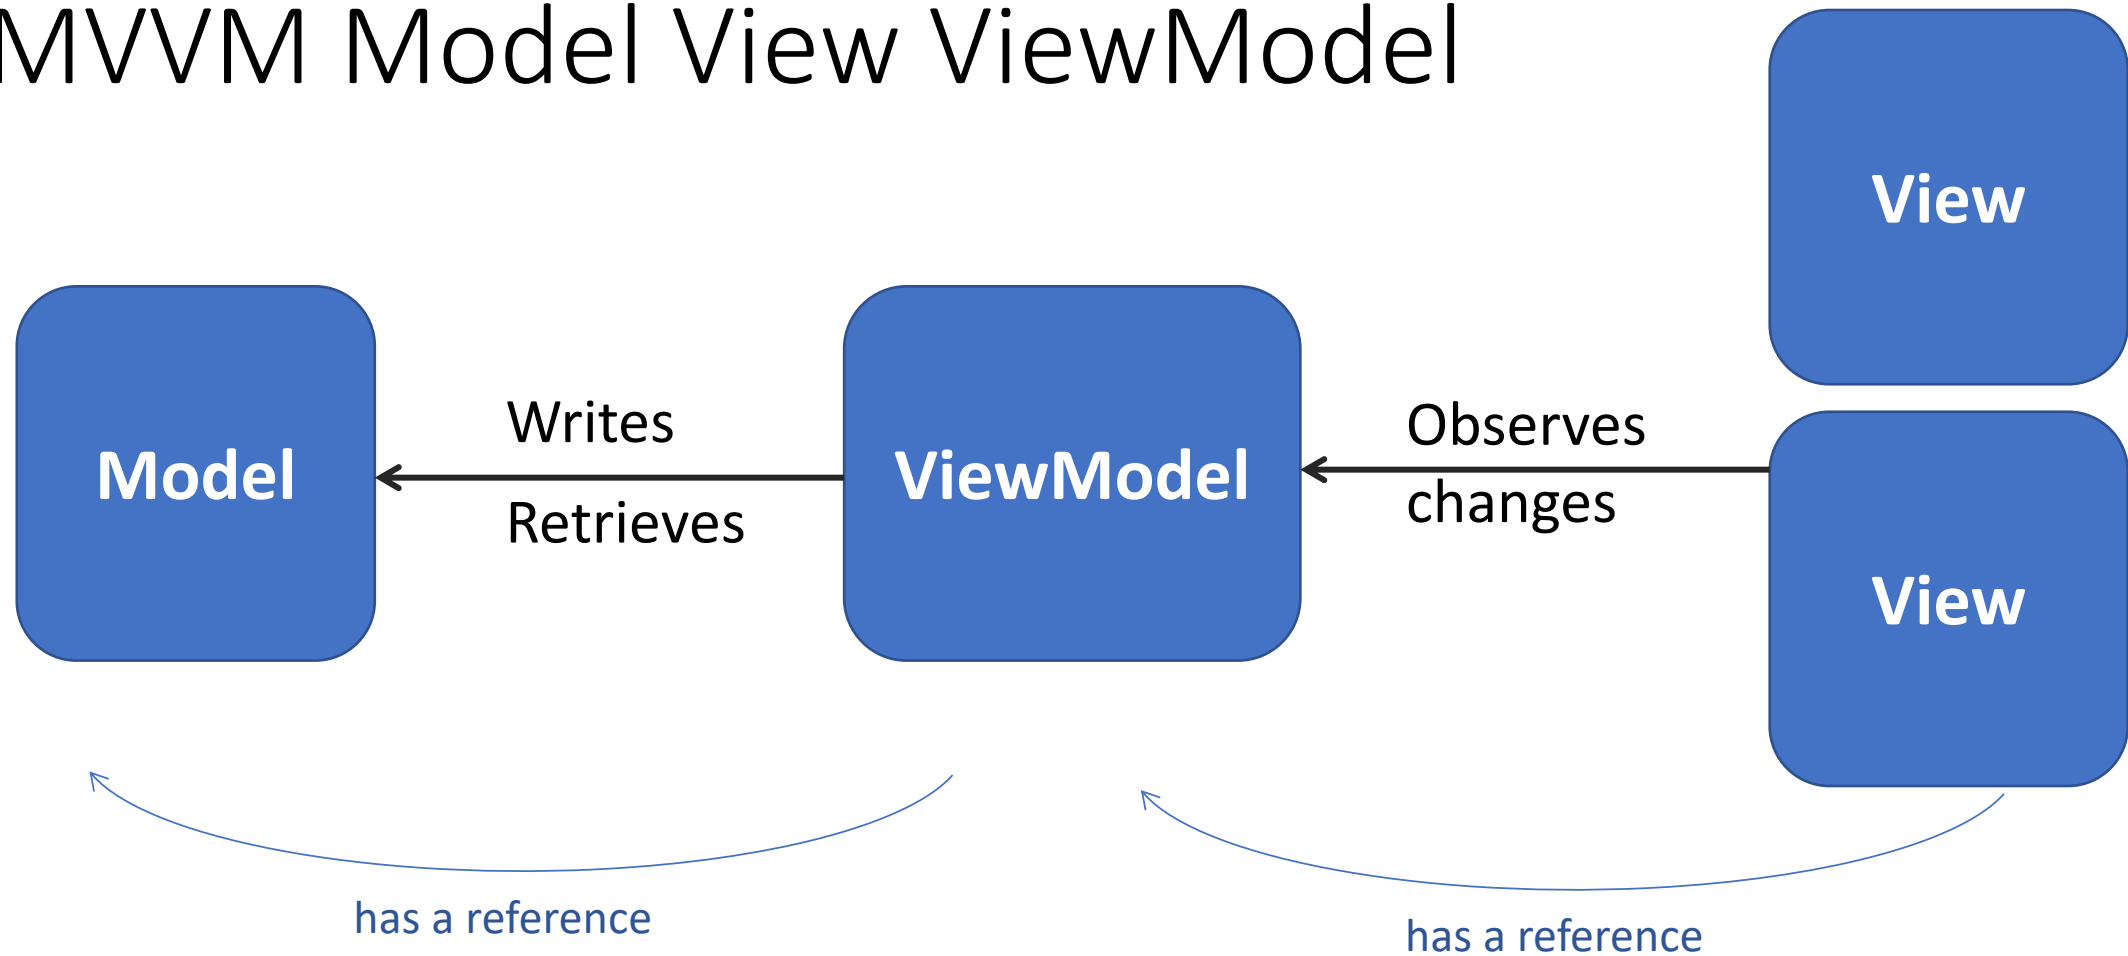 MVVM Model View ViewModel
View
Model
Writes
Retrieves
ViewModel
Observes
changes
View
has a reference
has a reference